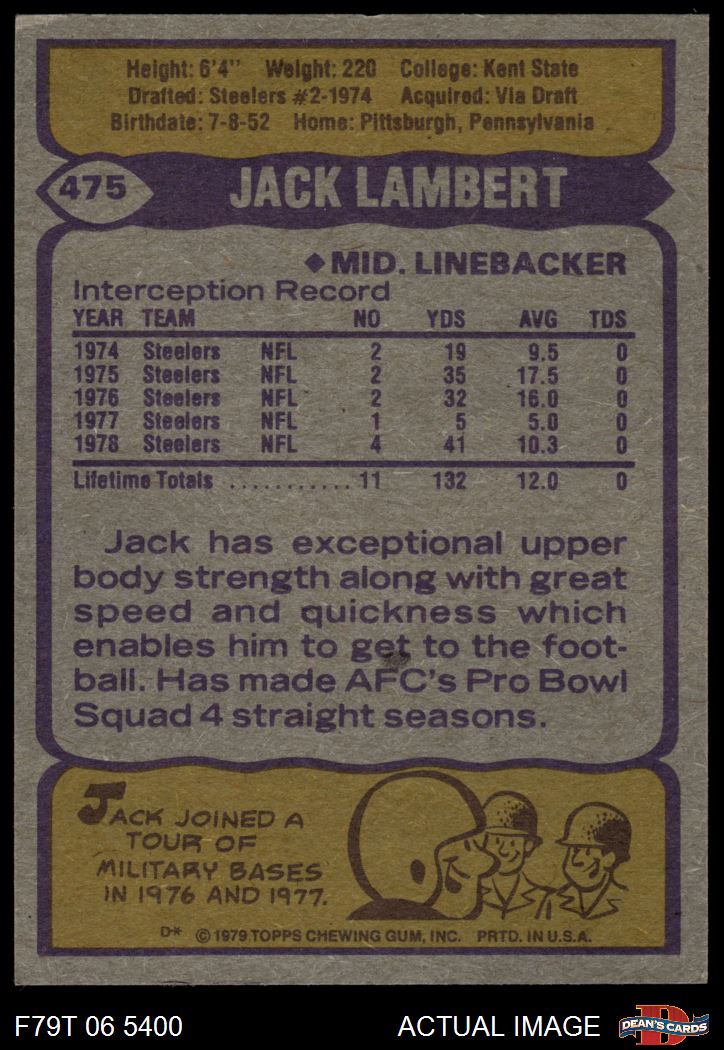 Height: 6'4" Weight: 220 College: Kent State
Drafted: Steelers #2-1974 Acquired: Via Draft
Birthdate: 7-8-52 Home: Pittsburgh, Pennsylvania
475 JACK LAMBERT
◆MID. LINEBACKER
Interception Record
YEAR TEAM NO YDS AVG TDS
1974 Steelers NFL 2 19 9.5 0
1975 Steelers NFL 2 35 17.5 0
1976 Steelers NFL 2 32 16.0 0
1977 Steelers NFL 1 5 5.0 0
1978 Steelers NFL 4 41 10.3 0
Lifetime Totals ........... 11 132 12.0 0
Jack has exceptional upper
body strength along with great
speed and quickness which
enables him to get to the foot-
ball. Has made AFC's Pro Bowl
Squad 4 straight seasons.
JACK JOINED A
TOUR OF
MILITARY BASES
IN 1976 AND 1977.
D* © 1979 TOPPS CHEWING GUM, INC. PRTD. IN U.S.A.
F79T 06 5400 ACTUAL IMAGE D DEAN'S CARDS